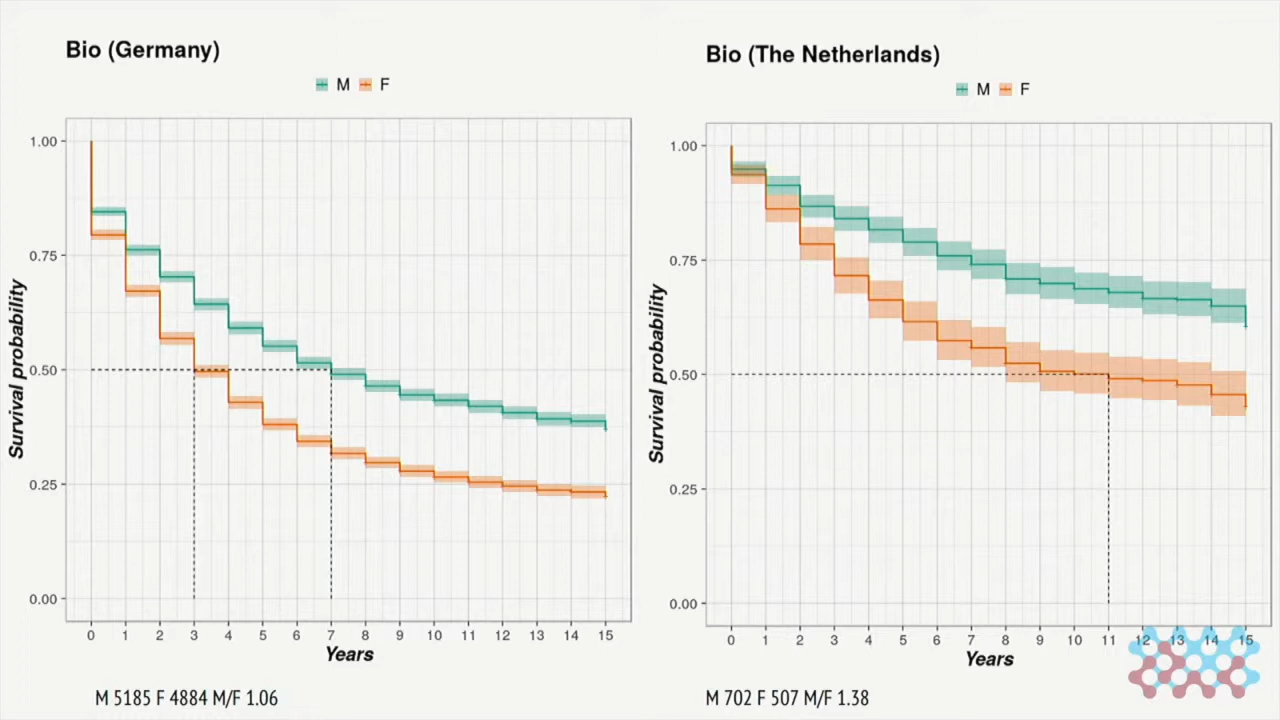 Bio (Germany)
M F
1.00
0.75
0.50
0.25
0.00
Survival probability
0 1 2 3 4 5 6 7 8 9 10 11 12 13 14 15
Years
M 5185 F 4884 M/F 1.06
Bio (The Netherlands)
M F
1.00
0.75
0.50
0.25
0.00
Survival probability
0 1 2 3 4 5 6 7 8 9 10 11 12 13 14 15
Years
M 702 F 507 M/F 1.38